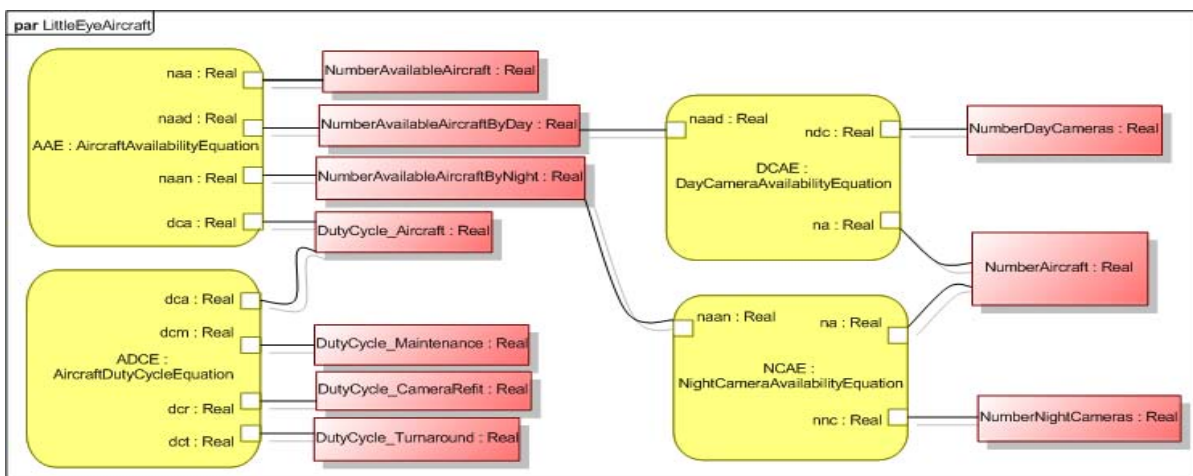 par LittleEyeAircraft
naa : Real
naad : Real
AAE : AircraftAvailabilityEquation
naan : Real
dca : Real
NumberAvailableAircraft : Real
NumberAvailableAircraftByDay : Real
NumberAvailableAircraftByNight : Real
DutyCycle_Aircraft : Real
dca : Real
dcm : Real
ADCE :
AircraftDutyCycleEquation
dcr : Real
dct : Real
DutyCycle_Maintenance : Real
DutyCycle_CameraRefit : Real
DutyCycle_Turnaround : Real
naad : Real
ndc : Real
DCAE :
DayCameraAvailabilityEquation
na : Real
naan : Real
na : Real
NCAE :
NightCameraAvailabilityEquation
nnc : Real
NumberDayCameras : Real
NumberAircraft : Real
NumberNightCameras : Real